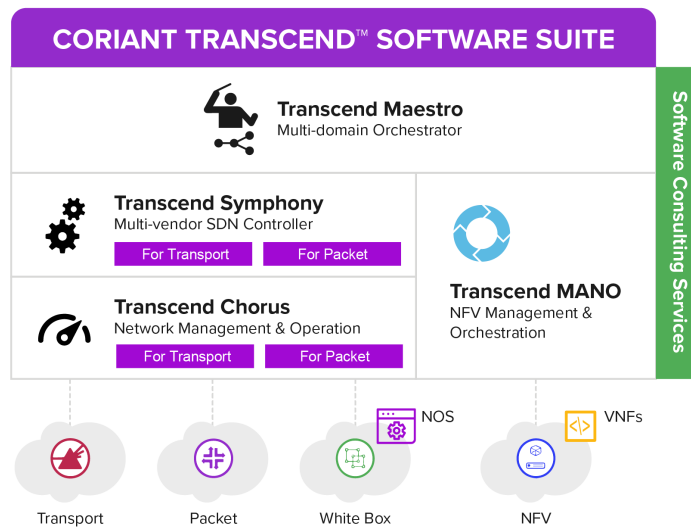 CORIANT TRANSCEND™ SOFTWARE SUITE
Transcend Maestro
Multi-domain Orchestrator
Transcend Symphony
Multi-vendor SDN Controller
For Transport
For Packet
Transcend Chorus
Network Management & Operation
For Transport
For Packet
Transcend MANO
NFV Management &
Orchestration
Software Consulting Services
NOS
VNFs
Transport
Packet
White Box
NFV